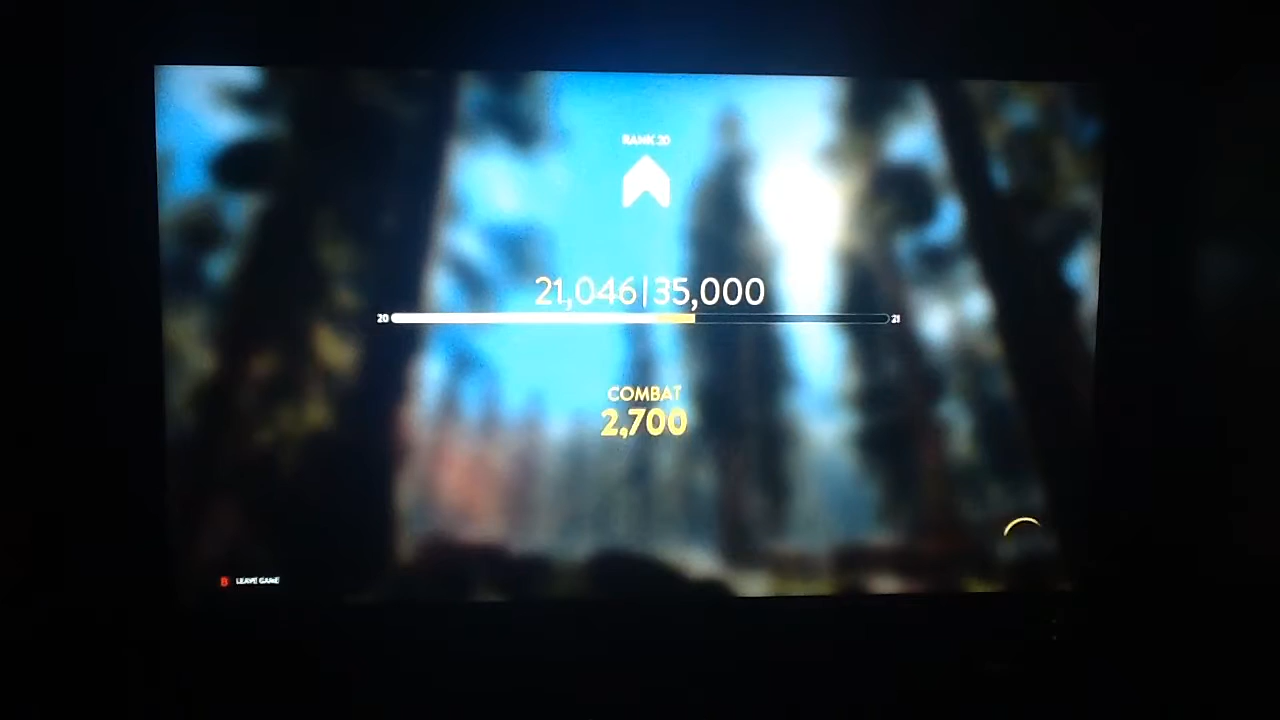 RANK 20
21,046|35,000
20 21
COMBAT
2,700
B LEAVE GAME